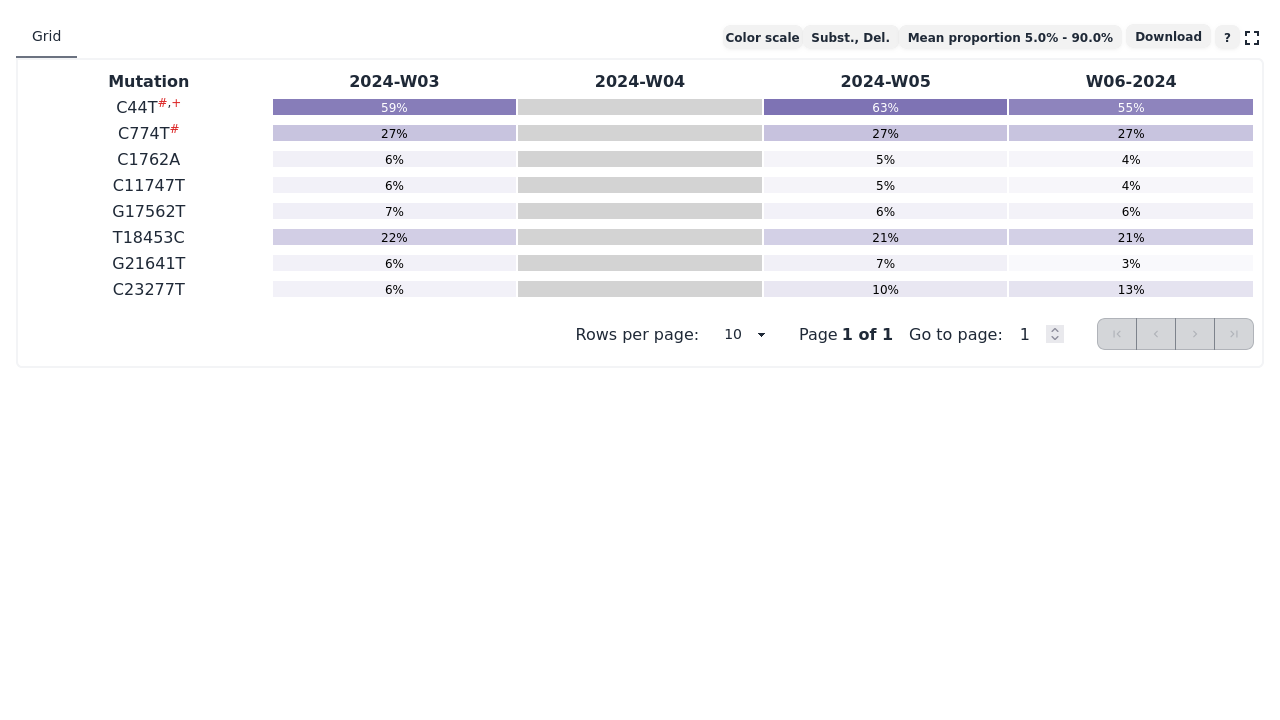 Grid
Color scale Subst., Del. Mean proportion 5.0% - 90.0% Download ?
Mutation 2024-W03 2024-W04 2024-W05 W06-2024
C44T#,+ 59% 63% 55%
C774T# 27% 27% 27%
C1762A 6% 5% 4%
C11747T 6% 5% 4%
G17562T 7% 6% 6%
T18453C 22% 21% 21%
G21641T 6% 7% 3%
C23277T 6% 10% 13%
Rows per page: 10 Page 1 of 1 Go to page: 1